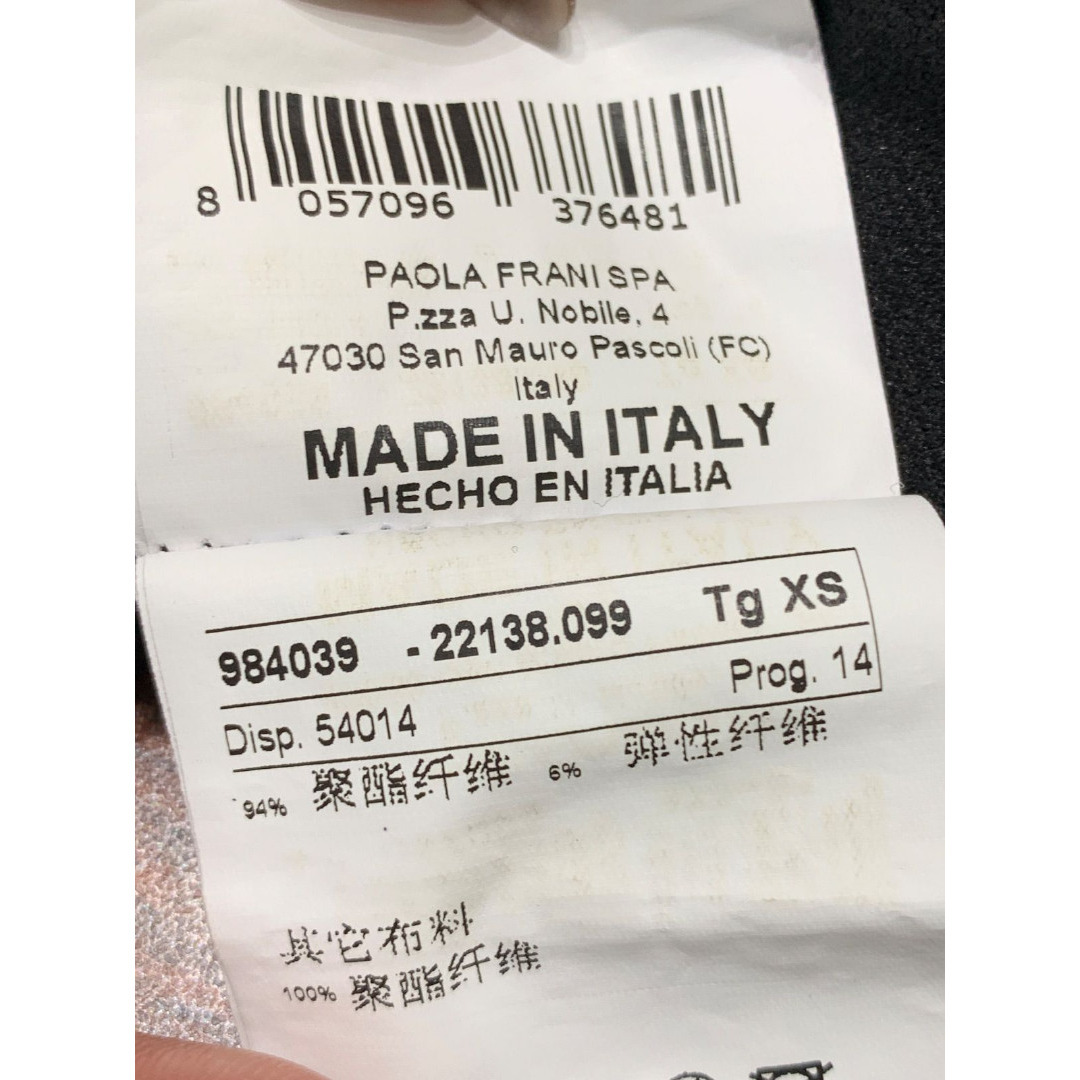 8 057096 376481
PAOLA FRANI SPA
P.zza U. Nobile, 4
47030 San Mauro Pascoli (FC)
Italy
MADE IN ITALY
HECHO EN ITALIA
984039 - 22138.099 Tg XS
Disp. 54014 Prog. 14
94% 聚酯纤维 6% 弹性纤维
其它布料
100% 聚酯纤维